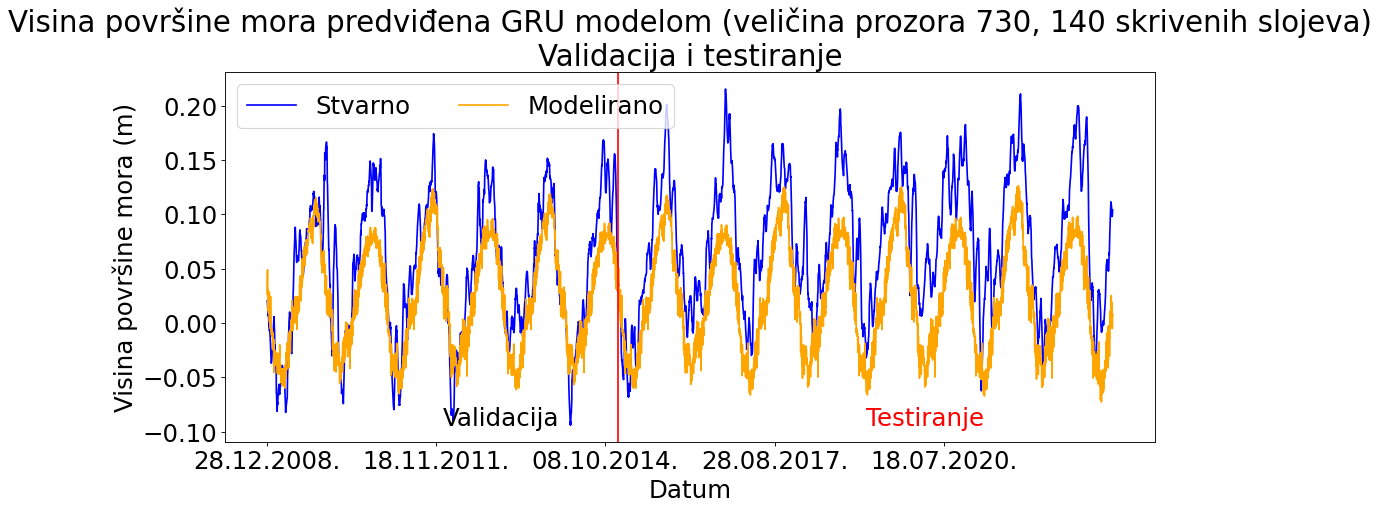 Visina površine mora predviđena GRU modelom (veličina prozora 730, 140 skrivenih slojeva)
Validacija i testiranje
Stvarno
Modelirano
Visina površine mora (m)
0.20
0.15
0.10
0.05
0.00
−0.05
−0.10
Validacija
Testiranje
28.12.2008.
18.11.2011.
08.10.2014.
28.08.2017.
18.07.2020.
Datum